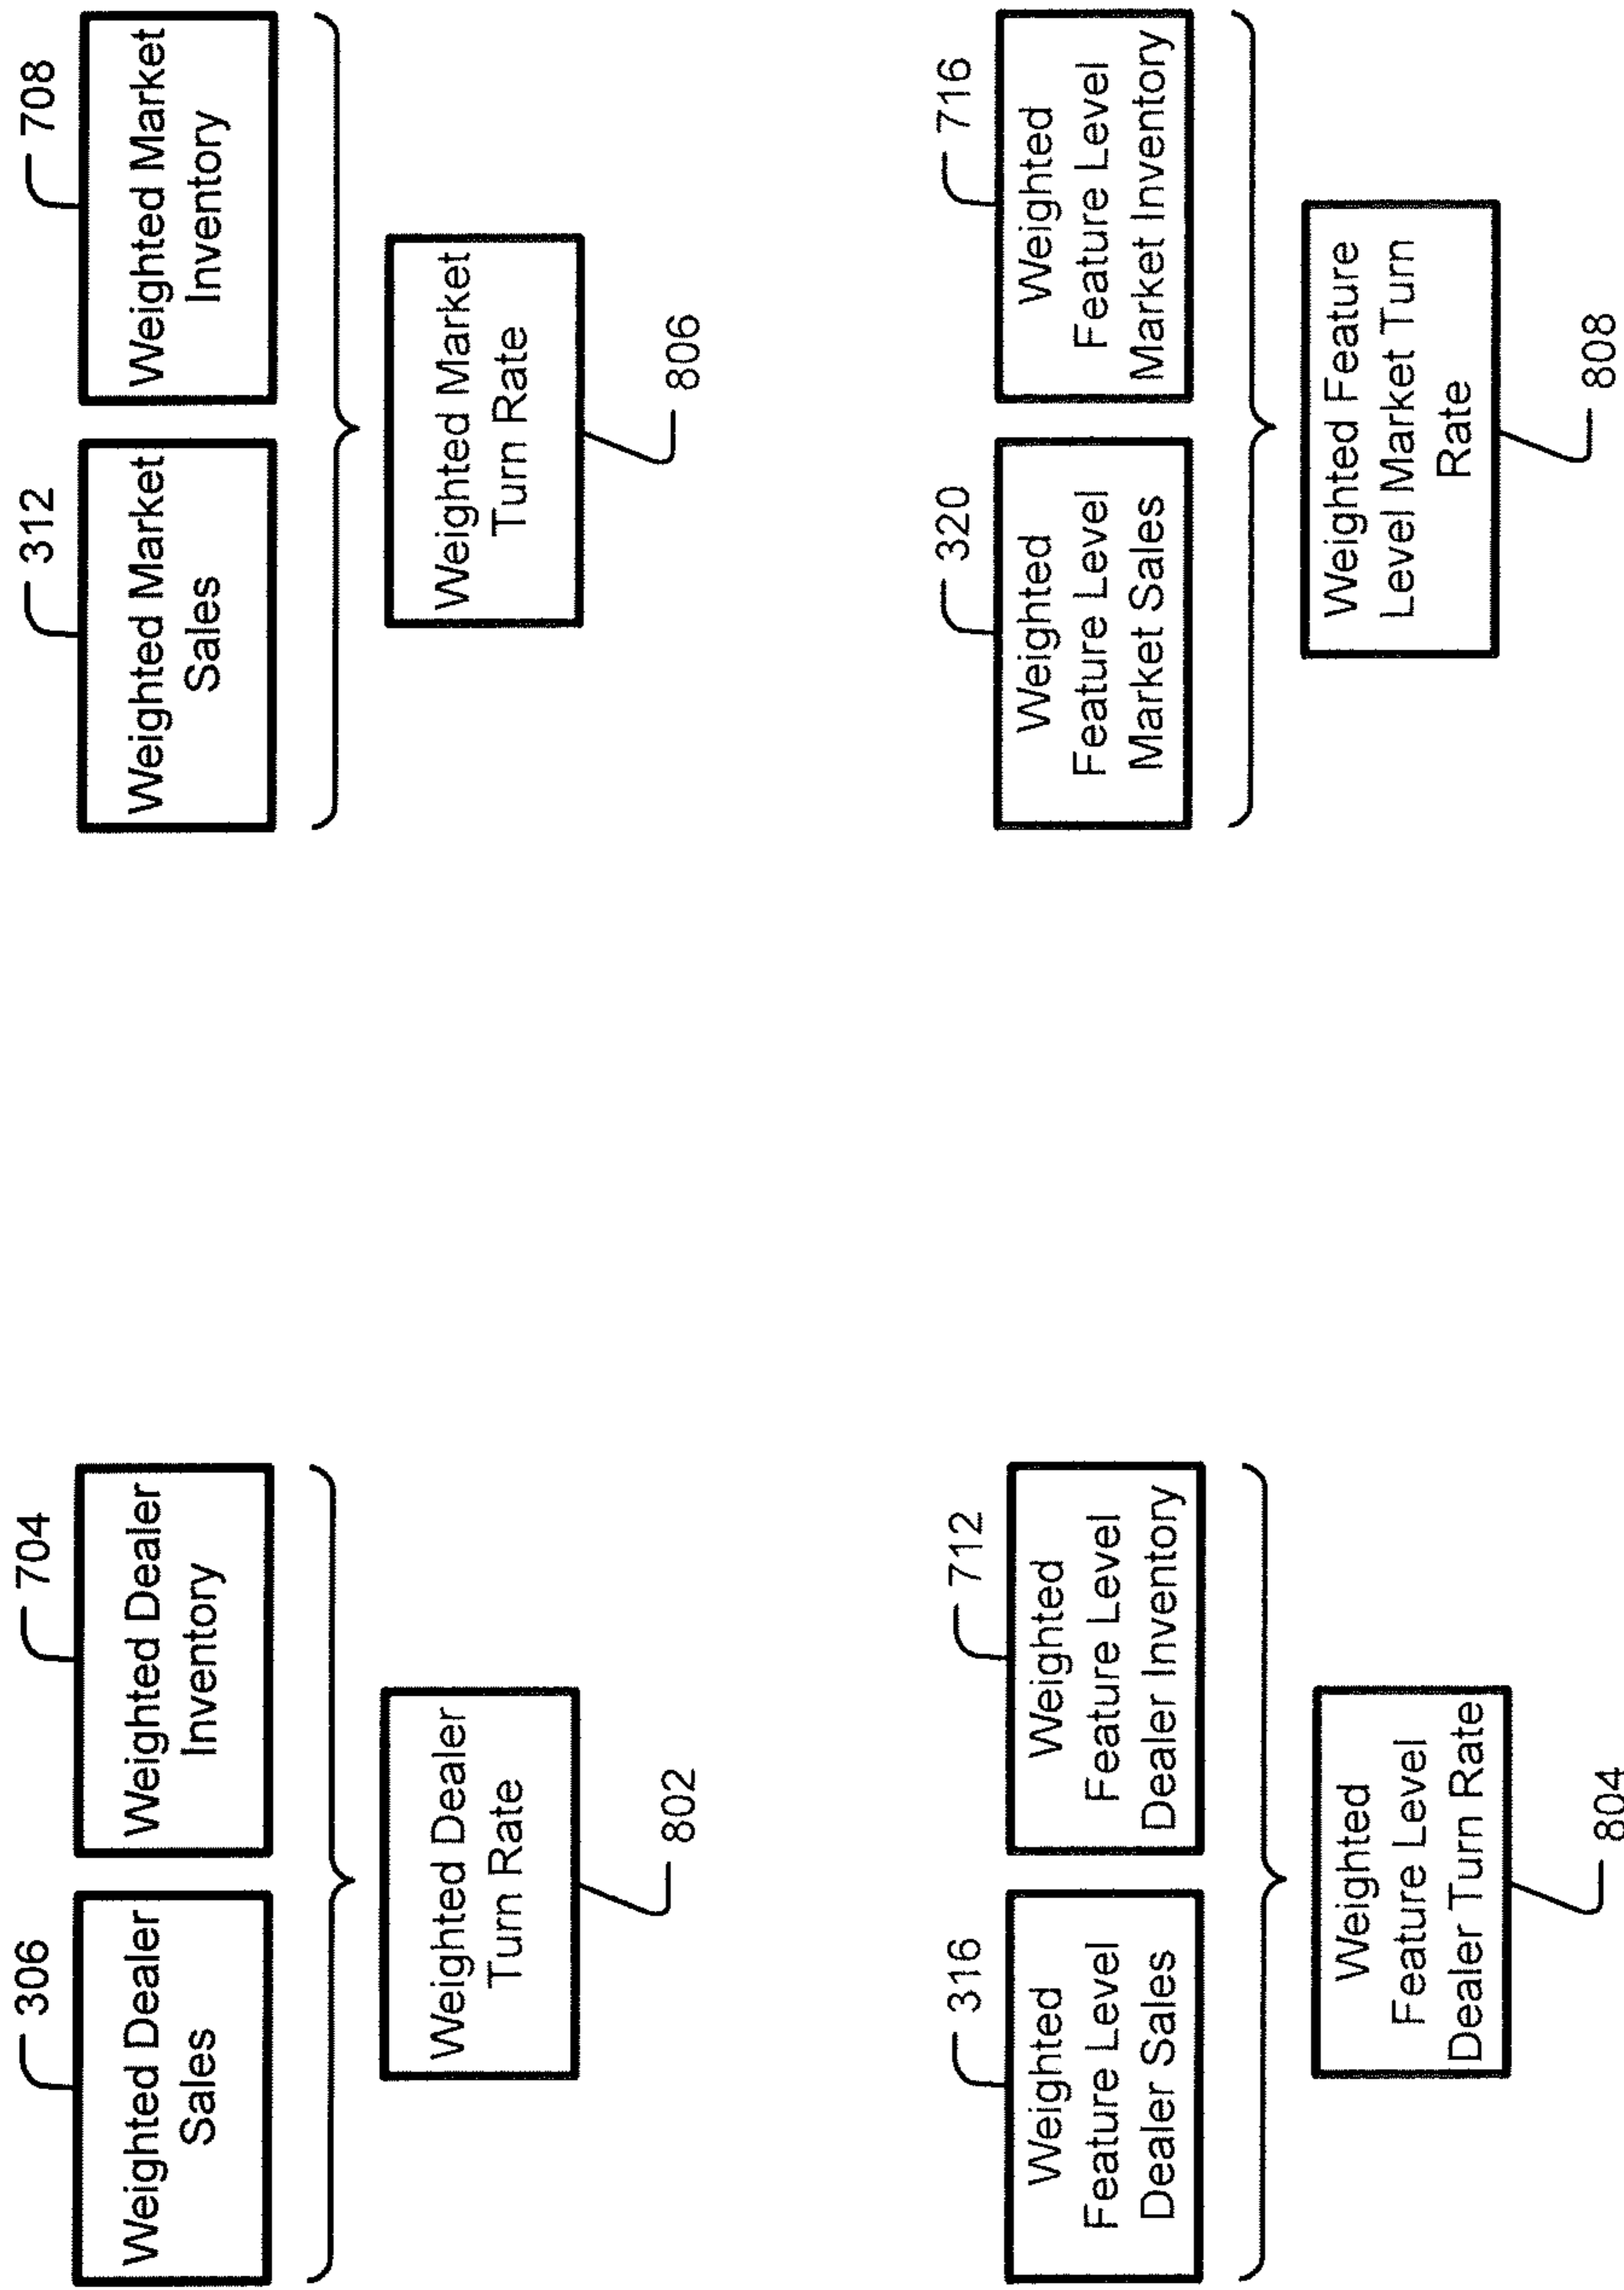 306
Weighted Dealer
Sales
704
Weighted Dealer
Inventory
Weighted Dealer
Turn Rate
802
312
Weighted Market
Sales
708
Weighted Market
Inventory
Weighted Market
Turn Rate
806
316
Weighted
Feature Level
Dealer Sales
712
Weighted
Feature Level
Dealer Inventory
Weighted
Feature Level
Dealer Turn Rate
804
320
Weighted
Feature Level
Market Sales
716
Weighted
Feature Level
Market Inventory
Weighted Feature
Level Market Turn
Rate
808